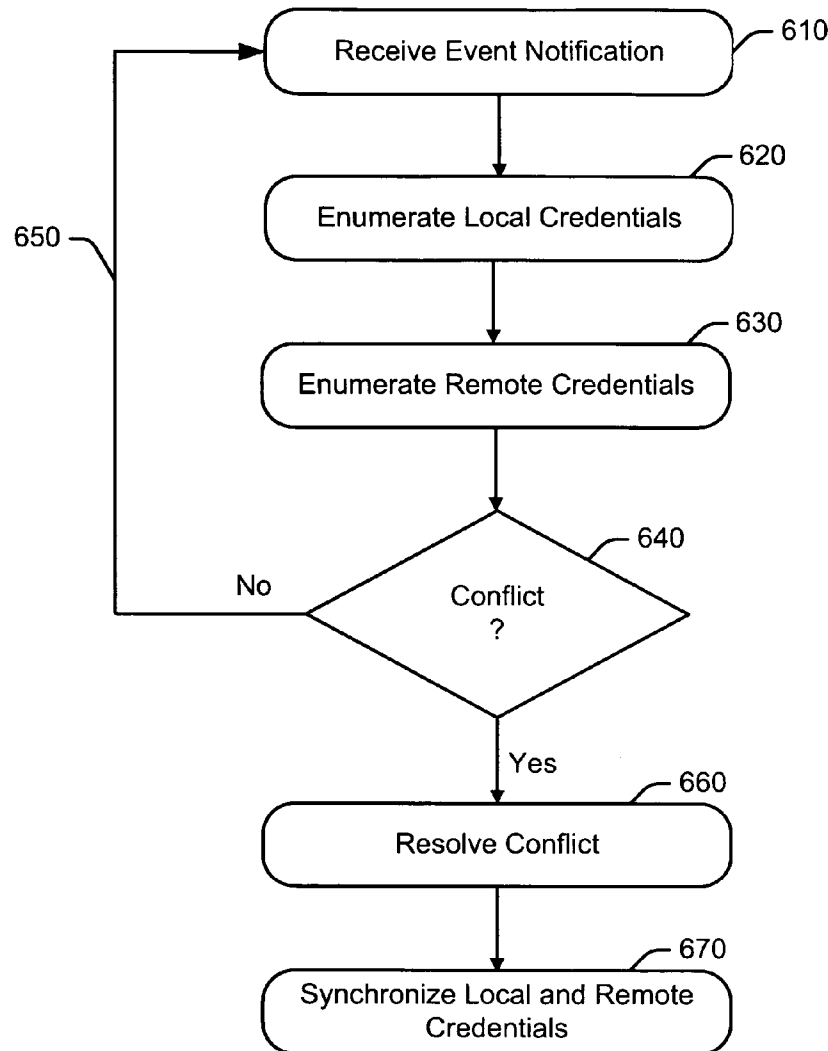 Receive Event Notification
610
620
Enumerate Local Credentials
650
630
Enumerate Remote Credentials
640
No
Conflict
?
Yes
660
Resolve Conflict
670
Synchronize Local and Remote
Credentials